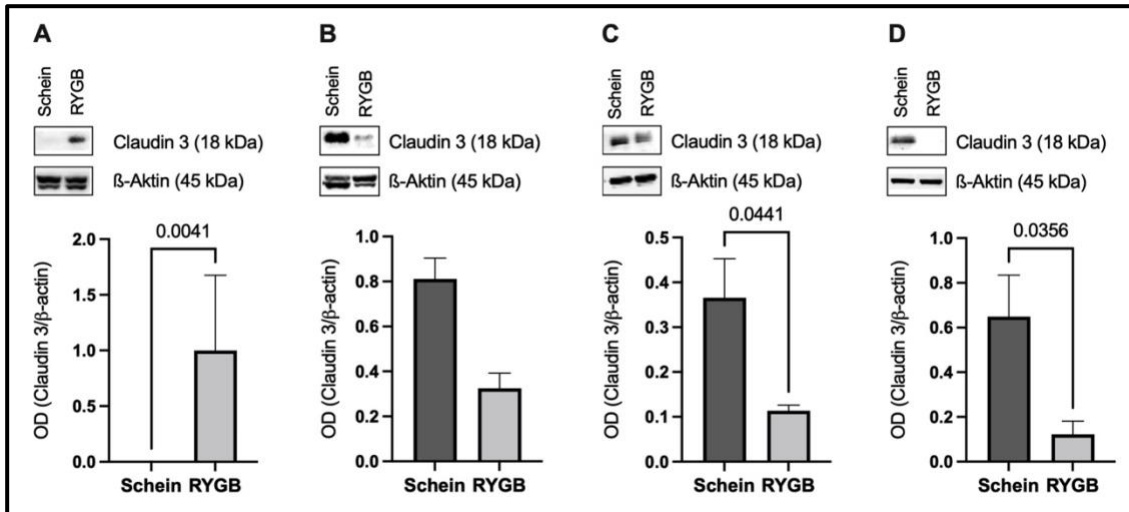 A
Schein
RYGB
Claudin 3 (18 kDa)
ß-Aktin (45 kDa)
0.0041
OD (Claudin 3/β-actin)
2.0
1.5
1.0
0.5
0.0
Schein RYGB
B
Schein
RYGB
Claudin 3 (18 kDa)
ß-Aktin (45 kDa)
OD (Claudin 3/β-actin)
1.0
0.8
0.6
0.4
0.2
0.0
Schein RYGB
C
Schein
RYGB
Claudin 3 (18 kDa)
ß-Aktin (45 kDa)
0.0441
OD (Claudin 3/β-actin)
0.5
0.4
0.3
0.2
0.1
0.0
Schein RYGB
D
Schein
RYGB
Claudin 3 (18 kDa)
ß-Aktin (45 kDa)
0.0356
OD (Claudin 3/β-actin)
1.0
0.8
0.6
0.4
0.2
0.0
Schein RYGB